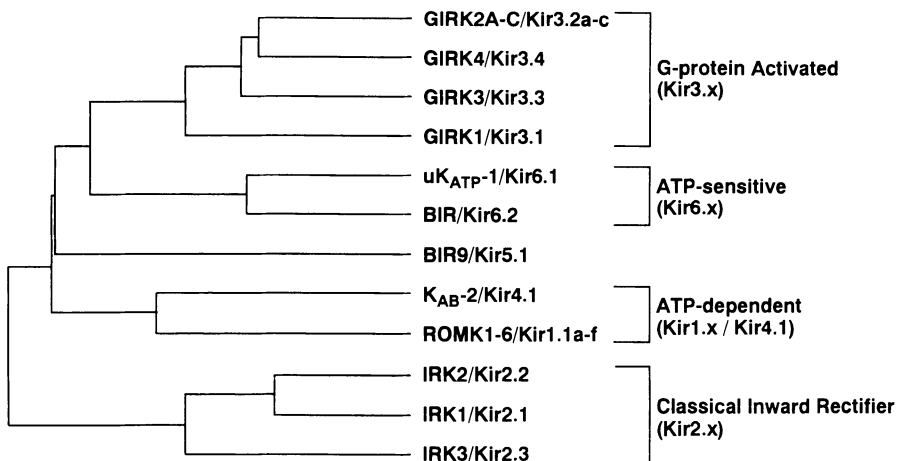 GIRK2A-C/Kir3.2a-c
GIRK4/Kir3.4
GIRK3/Kir3.3
GIRK1/Kir3.1
G-protein Activated
(Kir3.x)
uKATP-1/Kir6.1
BIR/Kir6.2
ATP-sensitive
(Kir6.x)
BIR9/Kir5.1
KAB-2/Kir4.1
ROMK1-6/Kir1.1a-f
ATP-dependent
(Kir1.x / Kir4.1)
IRK2/Kir2.2
IRK1/Kir2.1
IRK3/Kir2.3
Classical Inward Rectifier
(Kir2.x)